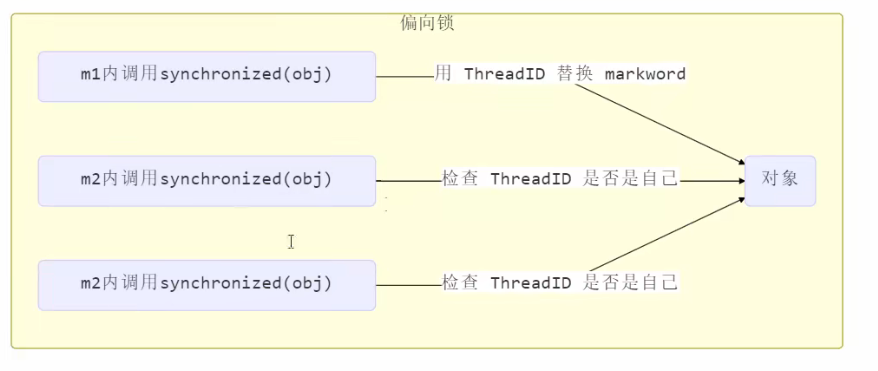 偏向锁
m1内调用synchronized(obj)
用 ThreadID 替换 markword
m2内调用synchronized(obj)
检查 ThreadID 是否是自己
对象
m2内调用synchronized(obj)
检查 ThreadID 是否是自己